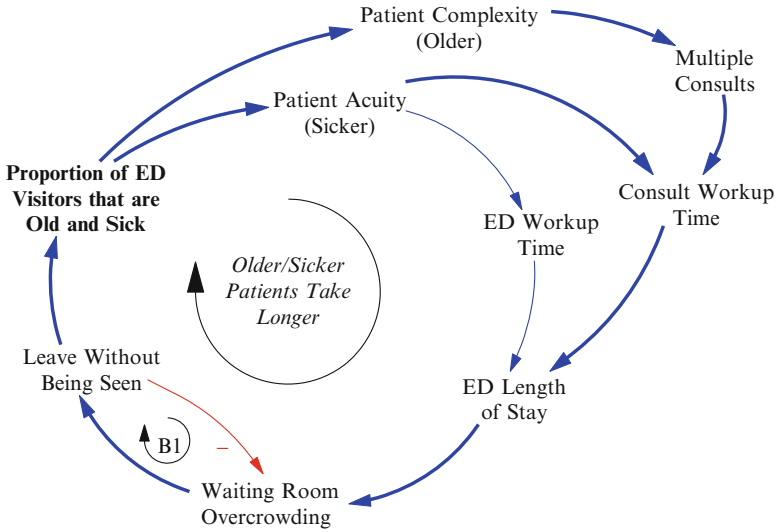 Patient Complexity
(Older)
Multiple
Consults
Patient Acuity
(Sicker)
Proportion of ED
Visitors that are
Old and Sick
Consult Workup
Time
ED Workup
Time
Older/Sicker
Patients Take
Longer
Leave Without
Being Seen
ED Length
of Stay
B1
–
Waiting Room
Overcrowding